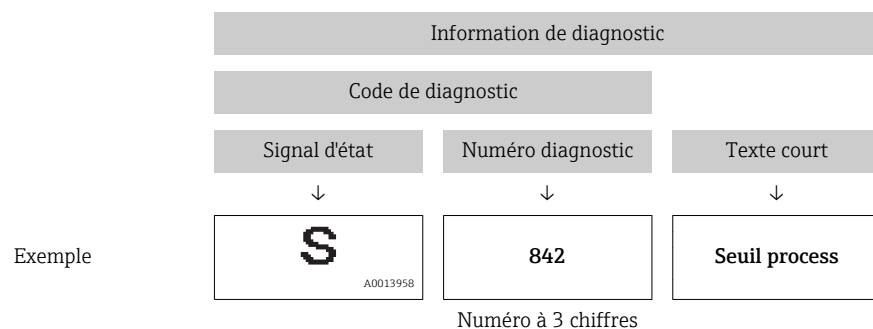 Information de diagnostic
Code de diagnostic
Signal d'état Numéro diagnostic Texte court
↓ ↓ ↓
Exemple S 842 Seuil process
A0013958
Numéro à 3 chiffres